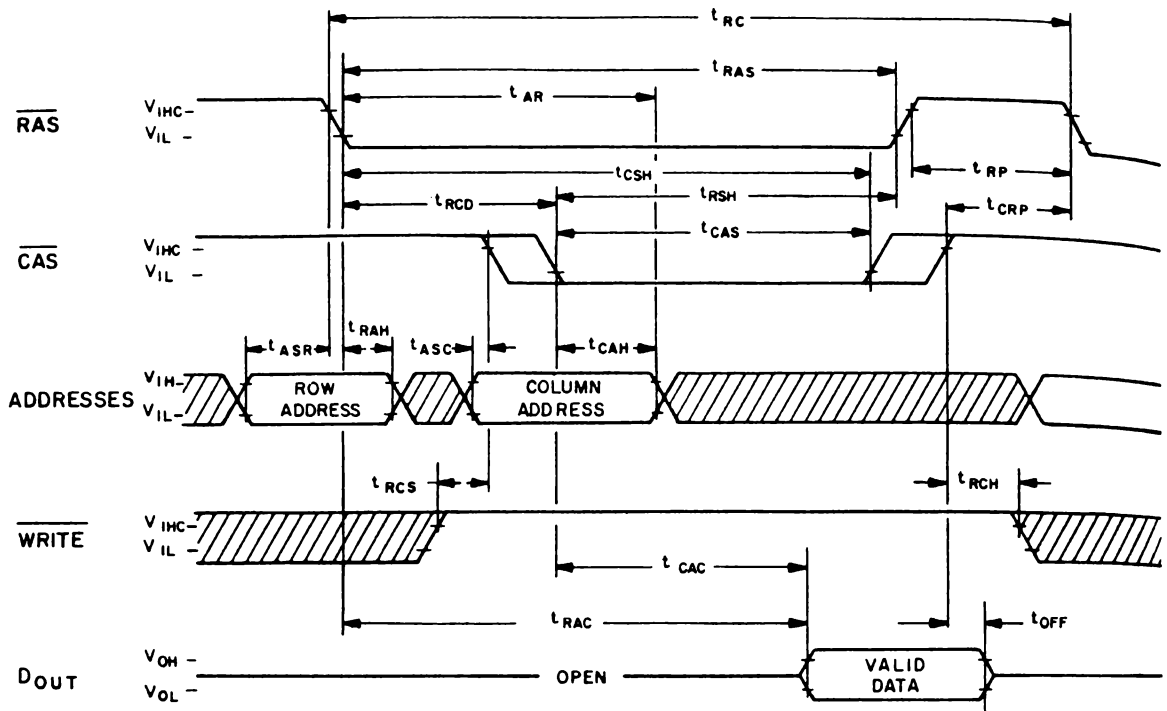 tRC
tRAS
tAR
RAS
VIHC
VIL
tCSH
tRP
tRCD
tRSH
tCRP
tCAS
CAS
VIHC
VIL
tASR
tRAH
tASC
tCAH
ADDRESSES
VIH
VIL
ROW
ADDRESS
COLUMN
ADDRESS
tRCS
tRCH
WRITE
VIHC
VIL
tCAC
tRAC
tOFF
DOUT
VOH
VOL
OPEN
VALID
DATA